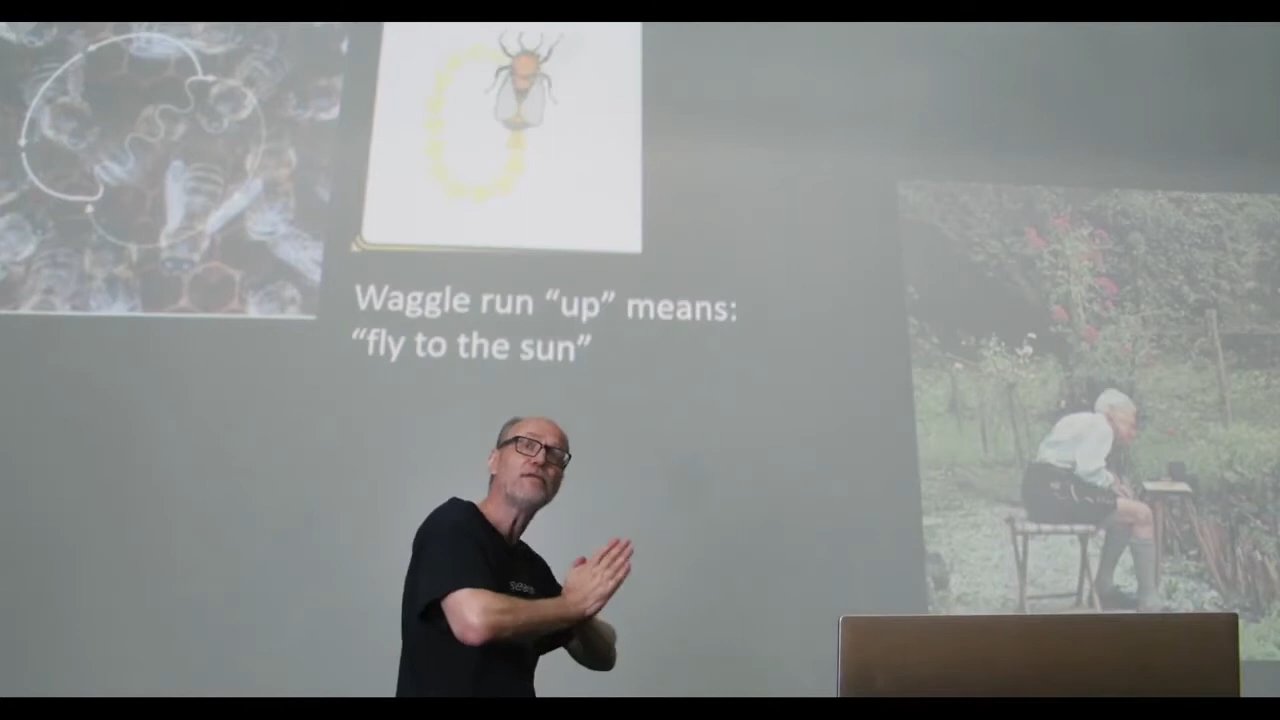 Waggle run “up” means:
“fly to the sun”